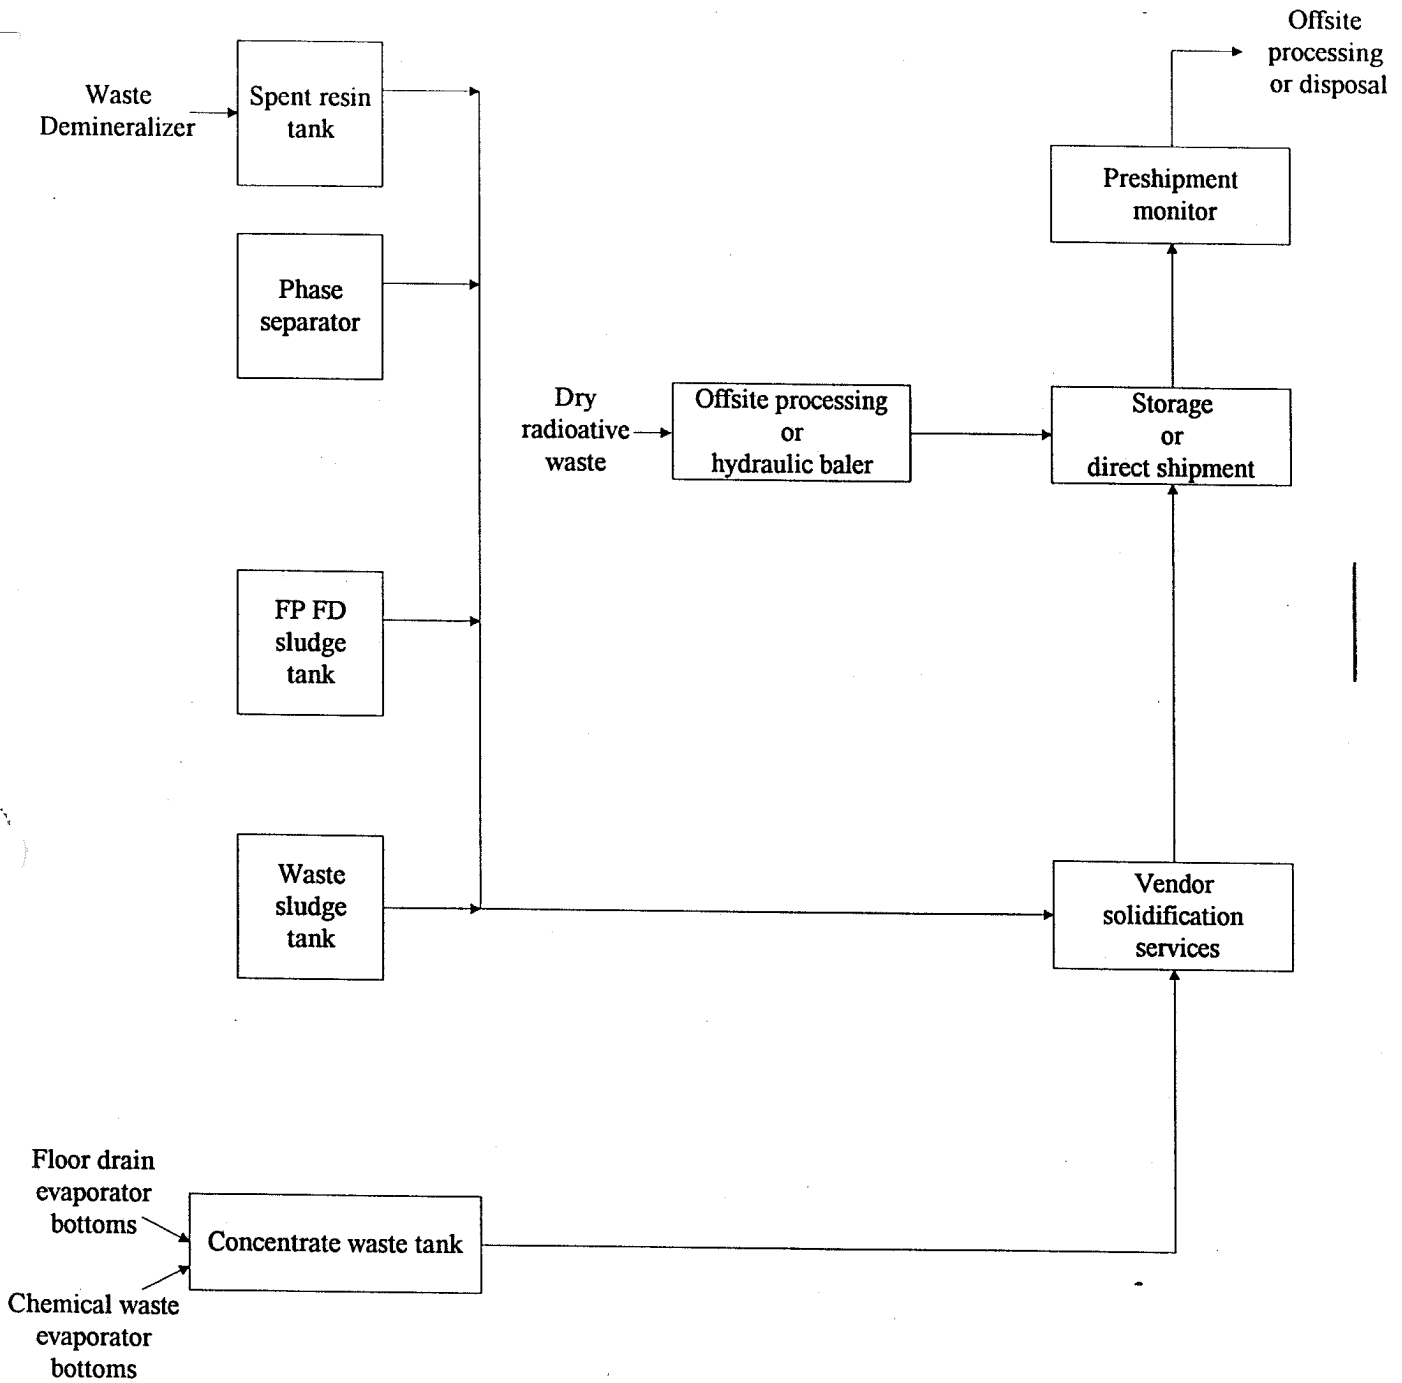 Offsite
processing
or disposal
Waste
Demineralizer
Spent resin
tank
Preshipment
monitor
Phase
separator
Dry
radioative
waste
Offsite processing
or
hydraulic baler
Storage
or
direct shipment
FP FD
sludge
tank
Waste
sludge
tank
Vendor
solidification
services
Floor drain
evaporator
bottoms
Concentrate waste tank
Chemical waste
evaporator
bottoms